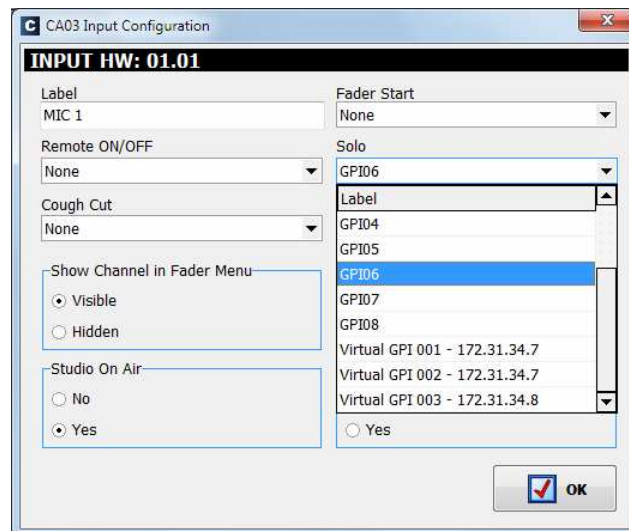 C CA03 Input Configuration
INPUT HW: 01.01
Label
MIC 1
Fader Start
None
Remote ON/OFF
None
Solo
GPI06
Label
GPI04
GPI05
GPI06
GPI07
GPI08
Virtual GPI 001 - 172.31.34.7
Virtual GPI 002 - 172.31.34.7
Virtual GPI 003 - 172.31.34.8
Cough Cut
None
Show Channel in Fader Menu
Visible
Hidden
Studio On Air
No
Yes
Yes
OK